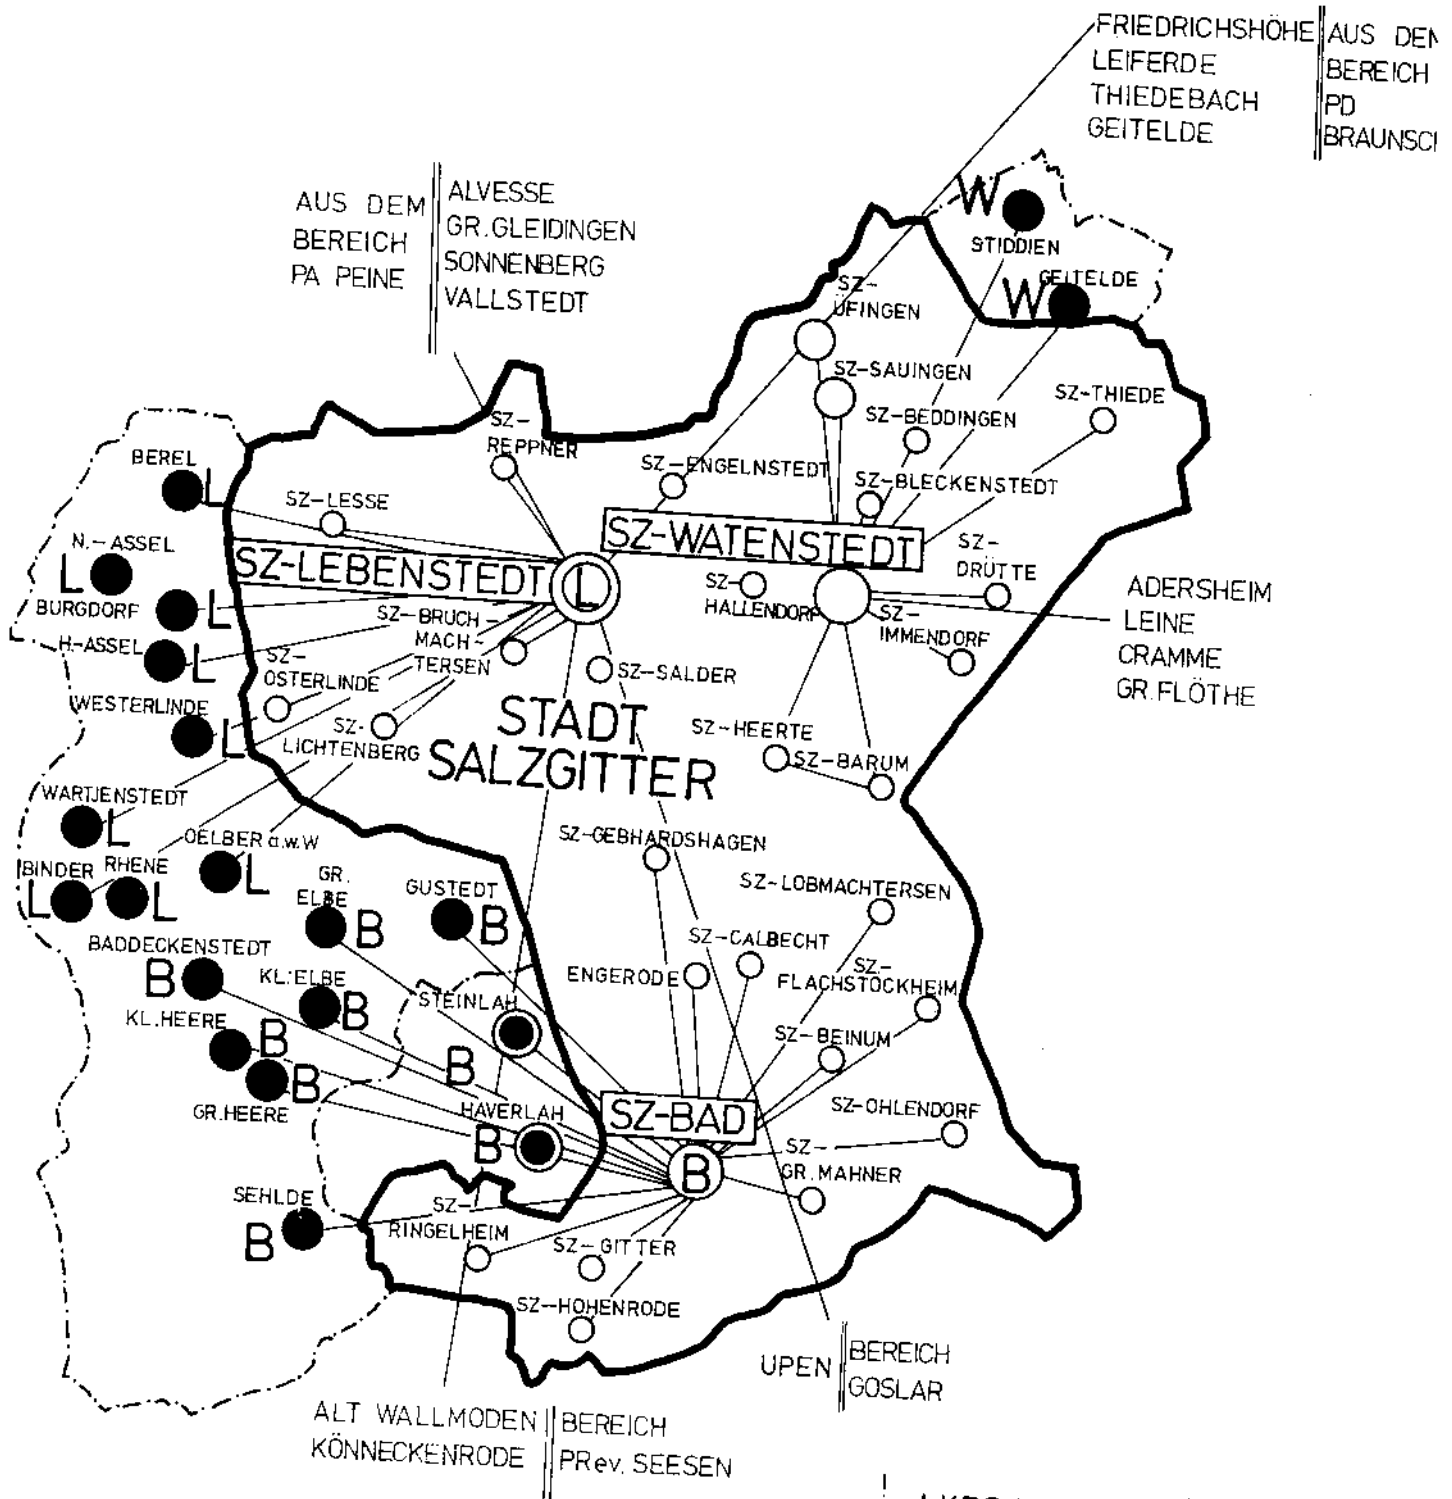 FRIEDRICHSHÖHE
LEIFERDE
THIEDEBACH
GEITELDE
AUS
BEREICH
PD
AUS DEM
BEREICH
PA PEINE
ALVESSE
GR.GLEIDINGEN
SONNENBERG
VALLSTEDT
W
STIDDIEN
W
GEITELDE
SZ-
ÜFINGEN
SZ-SAUINGEN
SZ-BEDDINGEN
SZ-THIEDE
SZ-
REPPNER
SZ-ENGELNSTEDT
SZ-BLECKENSTEDT
BEREL
L
SZ-LESSE
SZ-WATENSTEDT
SZ-
DRÜTTE
N.-ASSEL
L
SZ-LEBENSTEDT
L
SZ-
HALLENDORF
SZ-
IMMENDORF
ADERSHEIM
LEINE
CRAMME
GR.FLÖTHE
BURGDORF
L
SZ-BRUCH-
MACH-
TERSEN
H.-ASSEL
L
SZ-
OSTERLINDE
SZ-SALDER
WESTERLINDE
L
SZ-
LICHTENBERG
STADT
SALZGITTER
SZ-HEERTE
SZ-BARUM
WARTJENSTEDT
L
OELBER a.w.W
L
BINDER
L
RHENE
L
GR.
ELBE
B
GUSTEDT
B
SZ-GEBHARDSHAGEN
SZ-LOBMACHTERSEN
SZ-CALBECHT
ENGERODE
SZ-
FLACHSTÖCKHEIM
BADDECKENSTEDT
B
KL.ELBE
B
STEINLAH
B
KL.HEERE
B
SZ-BEINUM
GR.HEERE
B
HAVERLAH
B
SZ-BAD
B
SZ-OHLENDORF
SZ-
GR.MAHNER
SEHLDE
B
SZ-
RINGELHEIM
SZ-GITTER
SZ-HOHENRODE
UPEN
BEREICH
GOSLAR
ALT WALLMODEN
KÖNNECKENRODE
BEREICH
PRev. SEESEN